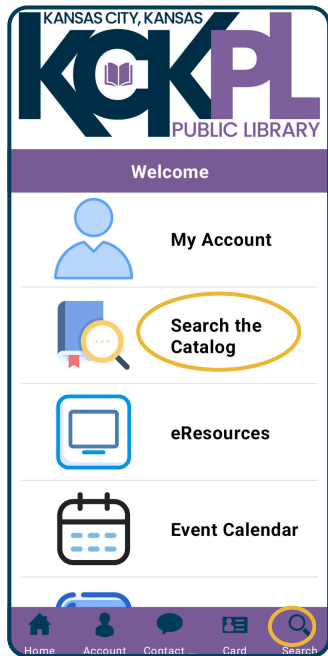 KANSAS CITY, KANSAS
KCKPL
PUBLIC LIBRARY
Welcome
My Account
Search the
Catalog
eResources
Event Calendar
Home Account Contact ... Card Search